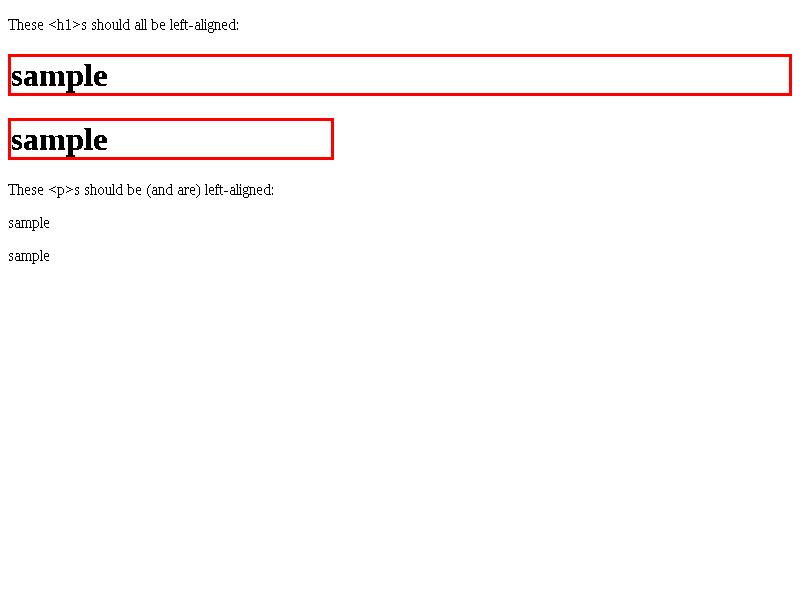 These <h1>s should all be left-aligned:
sample
sample
These <p>s should be (and are) left-aligned:
sample
sample